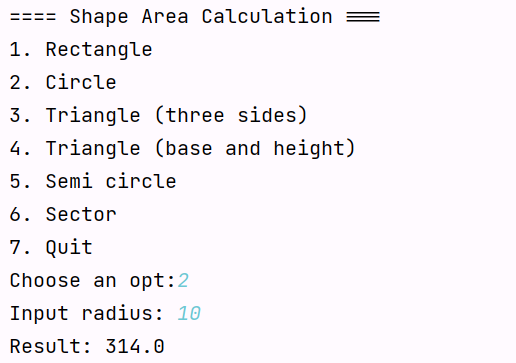 ==== Shape Area Calculation ====
1. Rectangle
2. Circle
3. Triangle (three sides)
4. Triangle (base and height)
5. Semi circle
6. Sector
7. Quit
Choose an opt:2
Input radius: 10
Result: 314.0